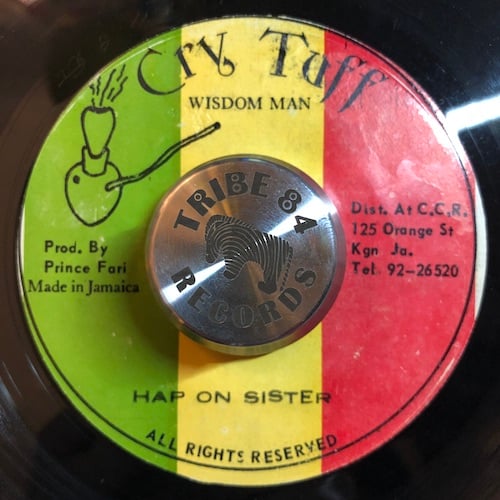 Cry Tuff
WISDOM MAN
TRIBE 84
RECORDS
Prod. By
Prince Fari
Made in Jamaica
Dist. At C.C.R.
125 Orange St
Kgn Ja.
Tel. 92-26520
HAP ON SISTER
ALL RIGHTS RESERVED